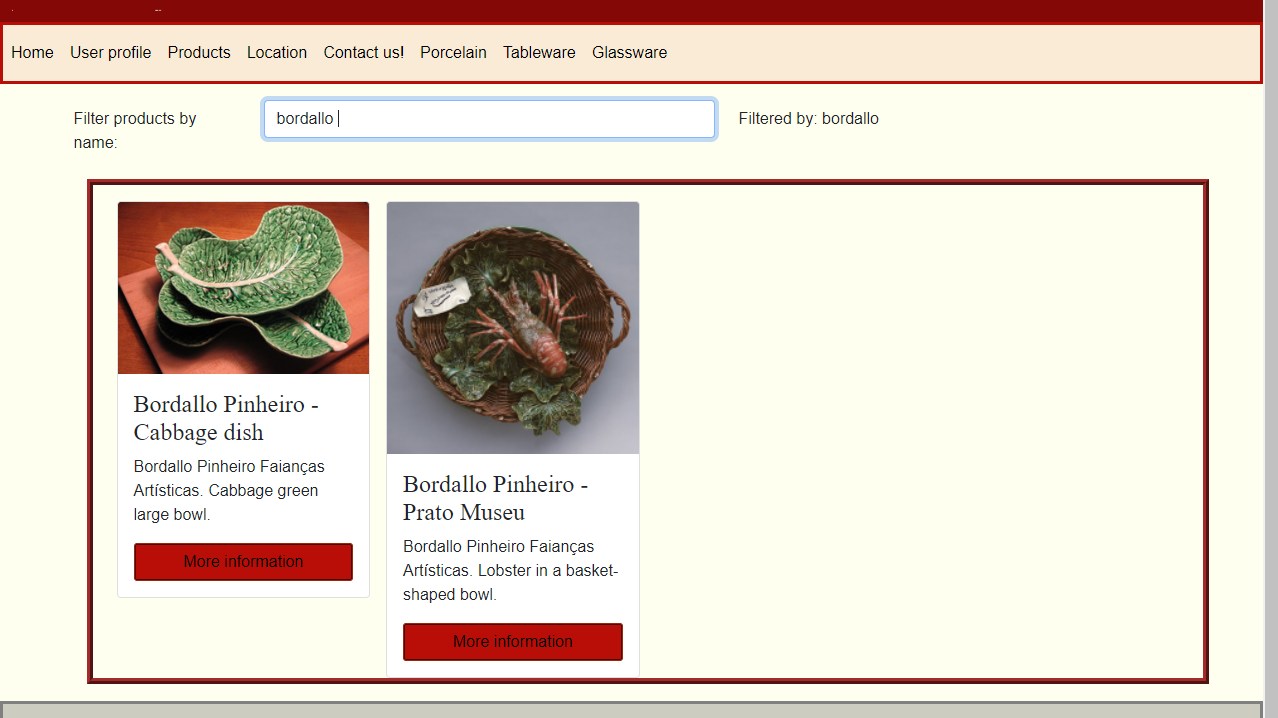 Home User profile Products Location Contact us! Porcelain Tableware Glassware
Filter products by
name:
bordallo
Filtered by: bordallo
Bordallo Pinheiro -
Cabbage dish
Bordallo Pinheiro Faianças
Artísticas. Cabbage green
large bowl.
More information
Bordallo Pinheiro -
Prato Museu
Bordallo Pinheiro Faianças
Artísticas. Lobster in a basket-
shaped bowl.
More information